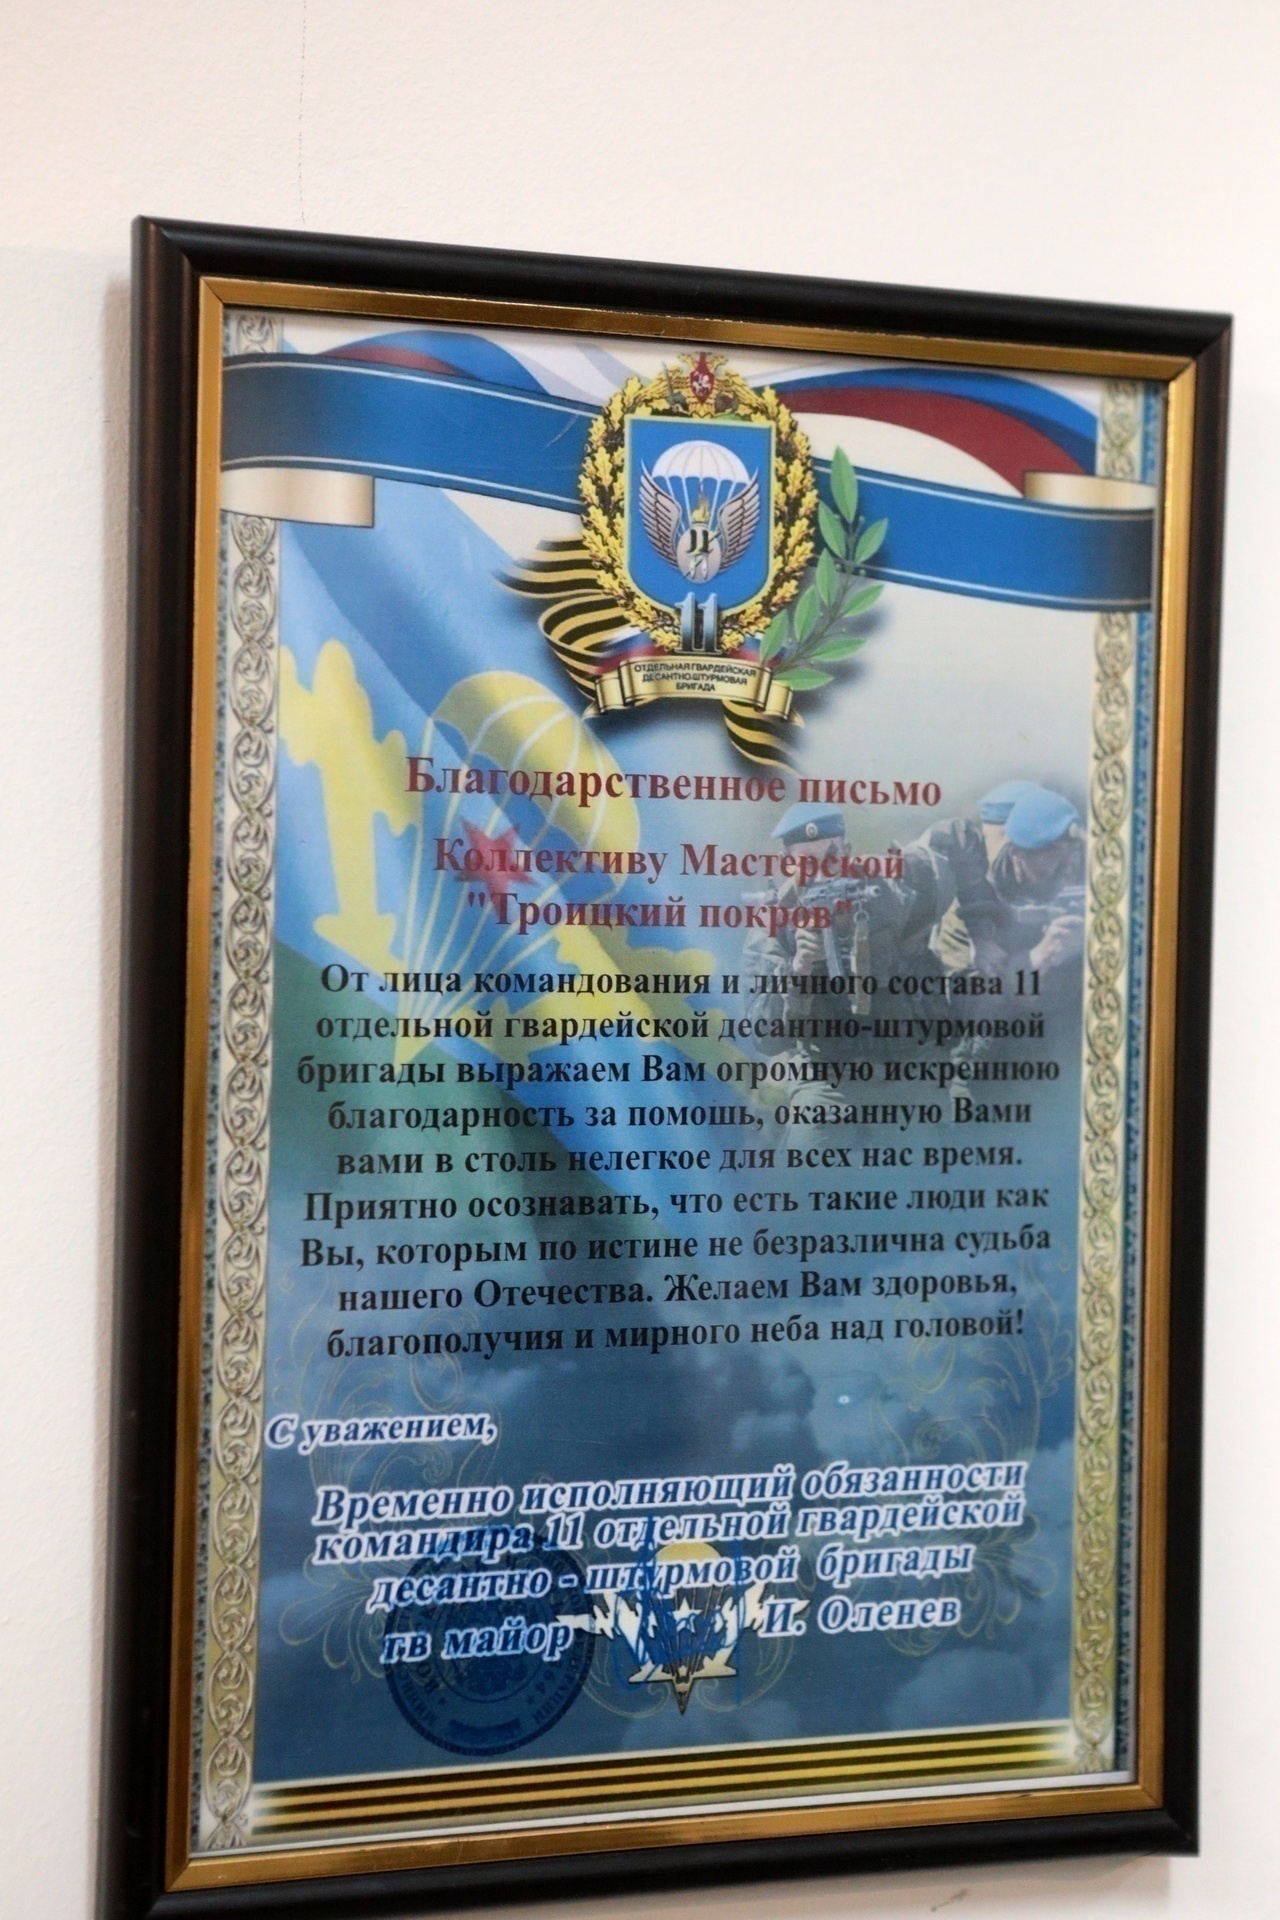 11
ОТДЕЛЬНАЯ ГВАРДЕЙСКАЯ
ДЕСАНТНО-ШТУРМОВАЯ
БРИГАДА
Благодарственное письмо
Коллективу Мастерской
"Троицкий покров"
От лица командования и личного состава 11
отдельной гвардейской десантно-штурмовой
бригады выражаем Вам огромную искреннюю
благодарность за помошь, оказанную Вами
вами в столь нелегкое для всех нас время.
Приятно осознавать, что есть такие люди как
Вы, которым по истине не безразлична судьба
нашего Отечества. Желаем Вам здоровья,
благополучия и мирного неба над головой!
С уважением,
Временно исполняющий обязанности
командира 11 отдельной гвардейской
десантно - штурмовой бригады
гв майор И. Оленев